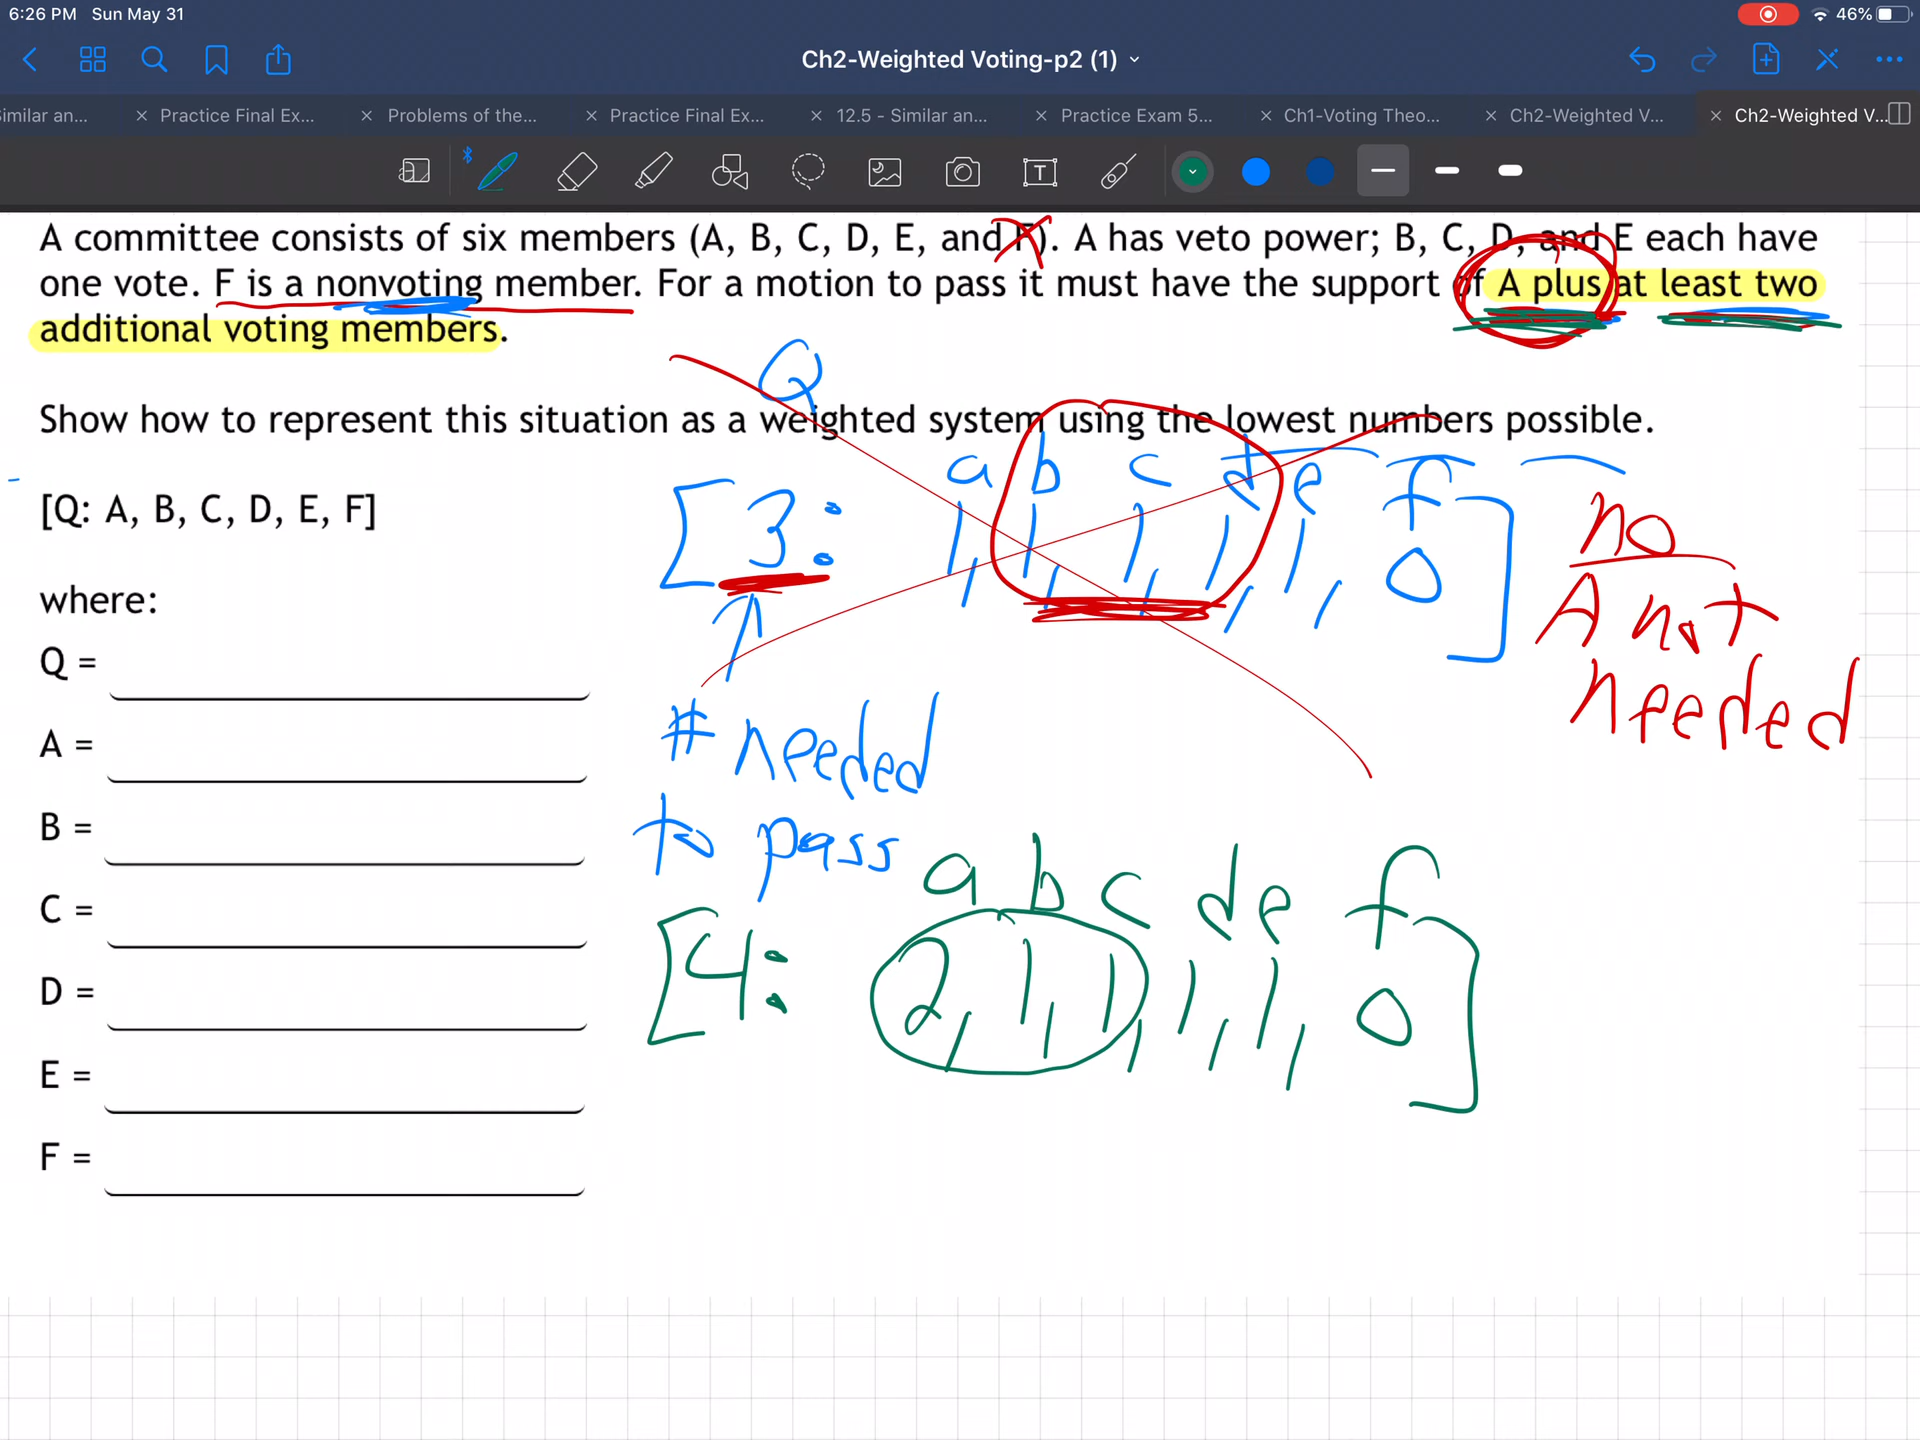 6:26 PM Sun May 31
46%
Ch2-Weighted Voting-p2 (1)
Similar an... × Practice Final Ex... × Problems of the... × Practice Final Ex... × 12.5 - Similar an... × Practice Exam 5... × Ch1-Voting Theo... × Ch2-Weighted V... × Ch2-Weighted V...
A committee consists of six members (A, B, C, D, E, and F). A has veto power; B, C, D, and E each have
one vote. F is a nonvoting member. For a motion to pass it must have the support of A plus at least two
additional voting members.
Q
Show how to represent this situation as a weighted system using the lowest numbers possible.
a b c d e f
[Q: A, B, C, D, E, F]
[3: 1, 1, 1, 1, 1, 0]
no
A not
needed
where:
Q =
# needed
to pass
A =
B =
a b c d e f
C =
[4: 2, 1, 1, 1, 1, 0]
D =
E =
F =